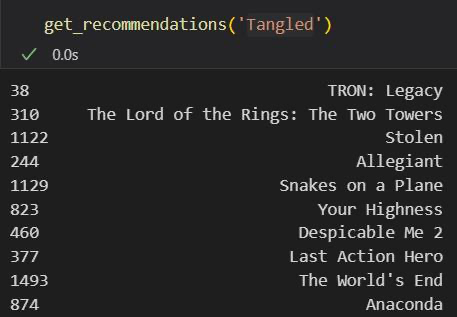 get_recommendations('Tangled')
✓ 0.0s
38 TRON: Legacy
310 The Lord of the Rings: The Two Towers
1122 Stolen
244 Allegiant
1129 Snakes on a Plane
823 Your Highness
460 Despicable Me 2
377 Last Action Hero
1493 The World's End
874 Anaconda